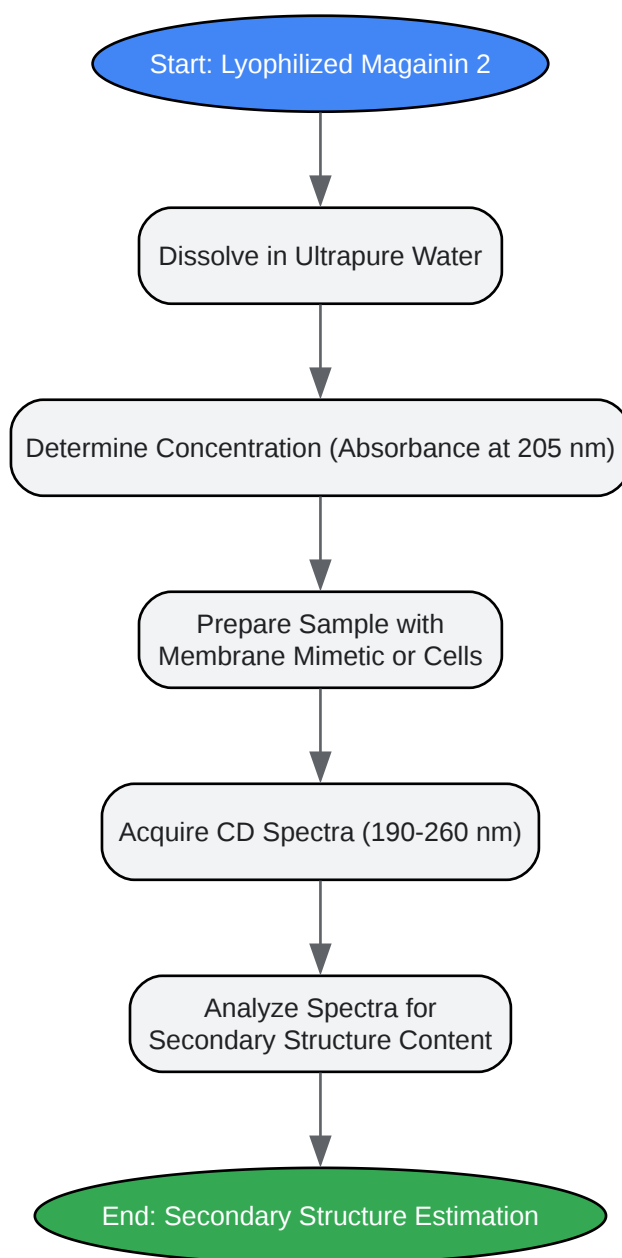 Start: Lyophilized Magainin 2
Dissolve in Ultrapure Water
Determine Concentration (Absorbance at 205 nm)
Prepare Sample with
Membrane Mimetic or Cells
Acquire CD Spectra (190-260 nm)
Analyze Spectra for
Secondary Structure Content
End: Secondary Structure Estimation